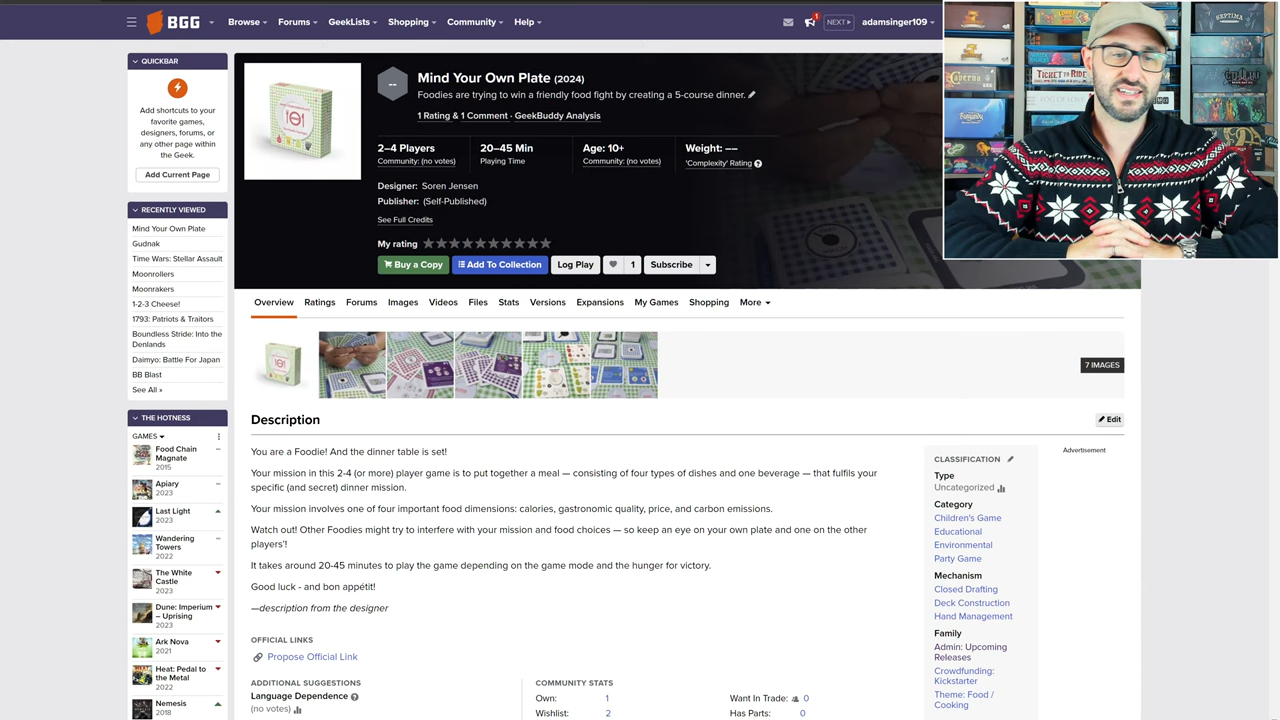 BGG
Browse
Forums
GeekLists
Shopping
Community
Help
1
NEXT
adamsinger109
QUICKBAR
Add shortcuts to your
favorite games,
designers, forums, or
any other page within
the Geek.
Add Current Page
RECENTLY VIEWED
Mind Your Own Plate
Gudnak
Time Wars: Stellar Assault
Moonrollers
Moonrakers
1-2-3 Cheese!
1793: Patriots & Traitors
Boundless Stride: Into the
Denlands
Daimyo: Battle For Japan
BB Blast
See All »
THE HOTNESS
GAMES
Food Chain
Magnate
2015
Apiary
2023
Last Light
2023
Wandering
Towers
2022
The White
Castle
2023
Dune: Imperium
– Uprising
2023
Ark Nova
2021
Heat: Pedal to
the Metal
2022
Nemesis
2018
--
Mind Your Own Plate (2024)
Foodies are trying to win a friendly food fight by creating a 5-course dinner.
1 Rating & 1 Comment · GeekBuddy Analysis
2–4 Players
Community: (no votes)
20–45 Min
Playing Time
Age: 10+
Community: (no votes)
Weight: ––
'Complexity' Rating
Designer: Soren Jensen
Publisher: (Self-Published)
See Full Credits
My rating
Buy a Copy
Add To Collection
Log Play
1
Subscribe
Overview
Ratings
Forums
Images
Videos
Files
Stats
Versions
Expansions
My Games
Shopping
More
7 IMAGES
Description
Edit
You are a Foodie! And the dinner table is set!
Your mission in this 2-4 (or more) player game is to put together a meal — consisting of four types of dishes and one beverage — that fulfils your
specific (and secret) dinner mission.
Your mission involves one of four important food dimensions: calories, gastronomic quality, price, and carbon emissions.
Watch out! Other Foodies might try to interfere with your mission and food choices — so keep an eye on your own plate and one on the other
players'!
It takes around 20-45 minutes to play the game depending on the game mode and the hunger for victory.
Good luck - and bon appétit!
—description from the designer
OFFICIAL LINKS
Propose Official Link
ADDITIONAL SUGGESTIONS
Language Dependence
(no votes)
COMMUNITY STATS
Own: 1
Want In Trade: 0
Wishlist: 2
Has Parts: 0
CLASSIFICATION
Type
Uncategorized
Category
Children's Game
Educational
Environmental
Party Game
Mechanism
Closed Drafting
Deck Construction
Hand Management
Family
Admin: Upcoming
Releases
Crowdfunding:
Kickstarter
Theme: Food /
Cooking
Advertisement
SEPTIMA
Caverna
TICKET TO RIDE